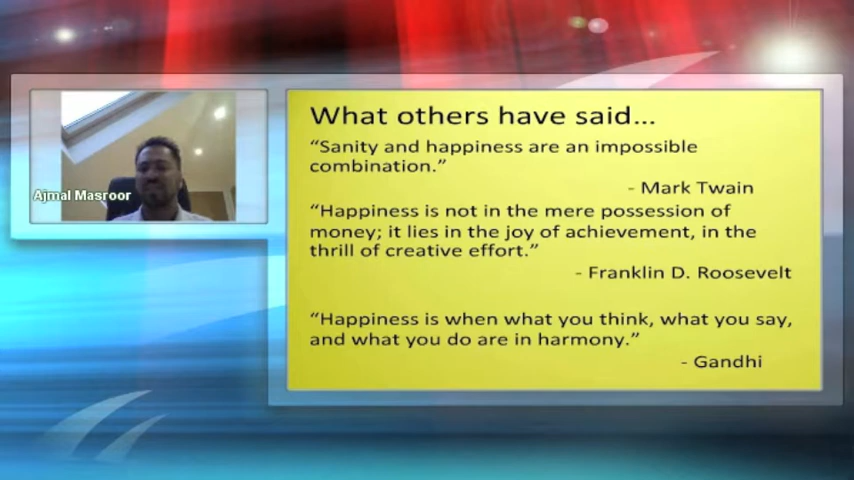 Ajmal Masroor
What others have said...
“Sanity and happiness are an impossible
combination.”
- Mark Twain
“Happiness is not in the mere possession of
money; it lies in the joy of achievement, in the
thrill of creative effort.”
- Franklin D. Roosevelt
“Happiness is when what you think, what you say,
and what you do are in harmony.”
- Gandhi